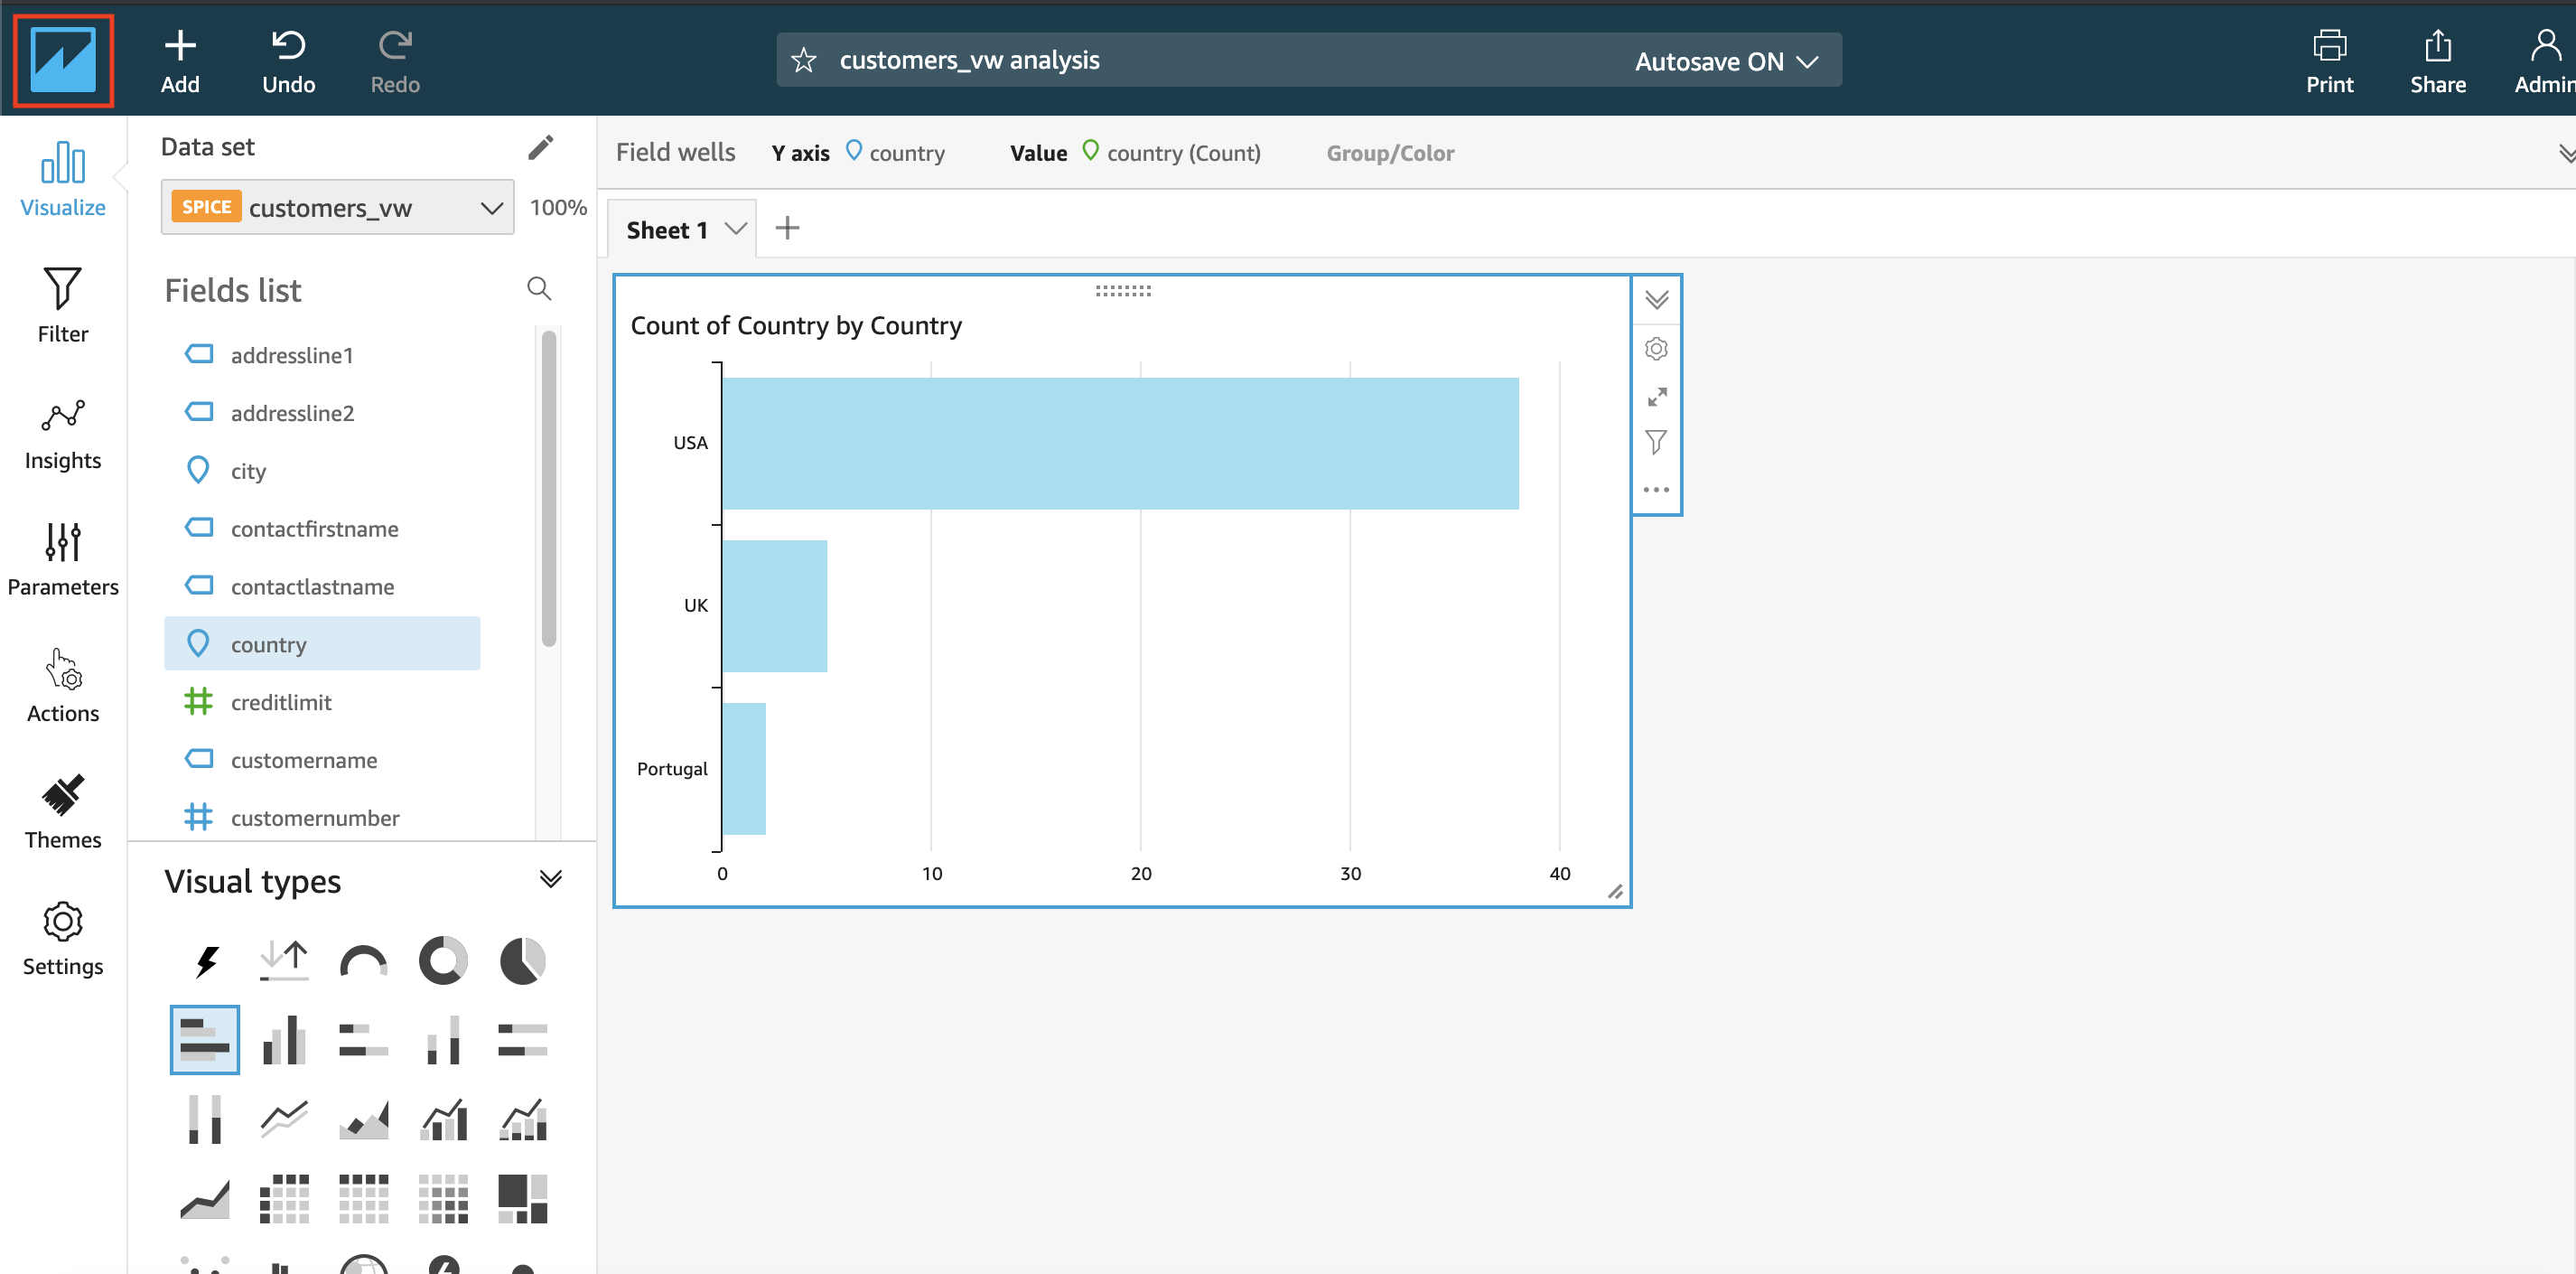 Add
Undo
Redo
customers_vw analysis
Autosave ON
Print
Share
Admin
Visualize
Filter
Insights
Parameters
Actions
Themes
Settings
Data set
SPICE customers_vw 100%
Fields list
addressline1
addressline2
city
contactfirstname
contactlastname
country
creditlimit
customername
customernumber
Visual types
Field wells Y axis country Value country (Count) Group/Color
Sheet 1
Count of Country by Country
USA
UK
Portugal
0 10 20 30 40